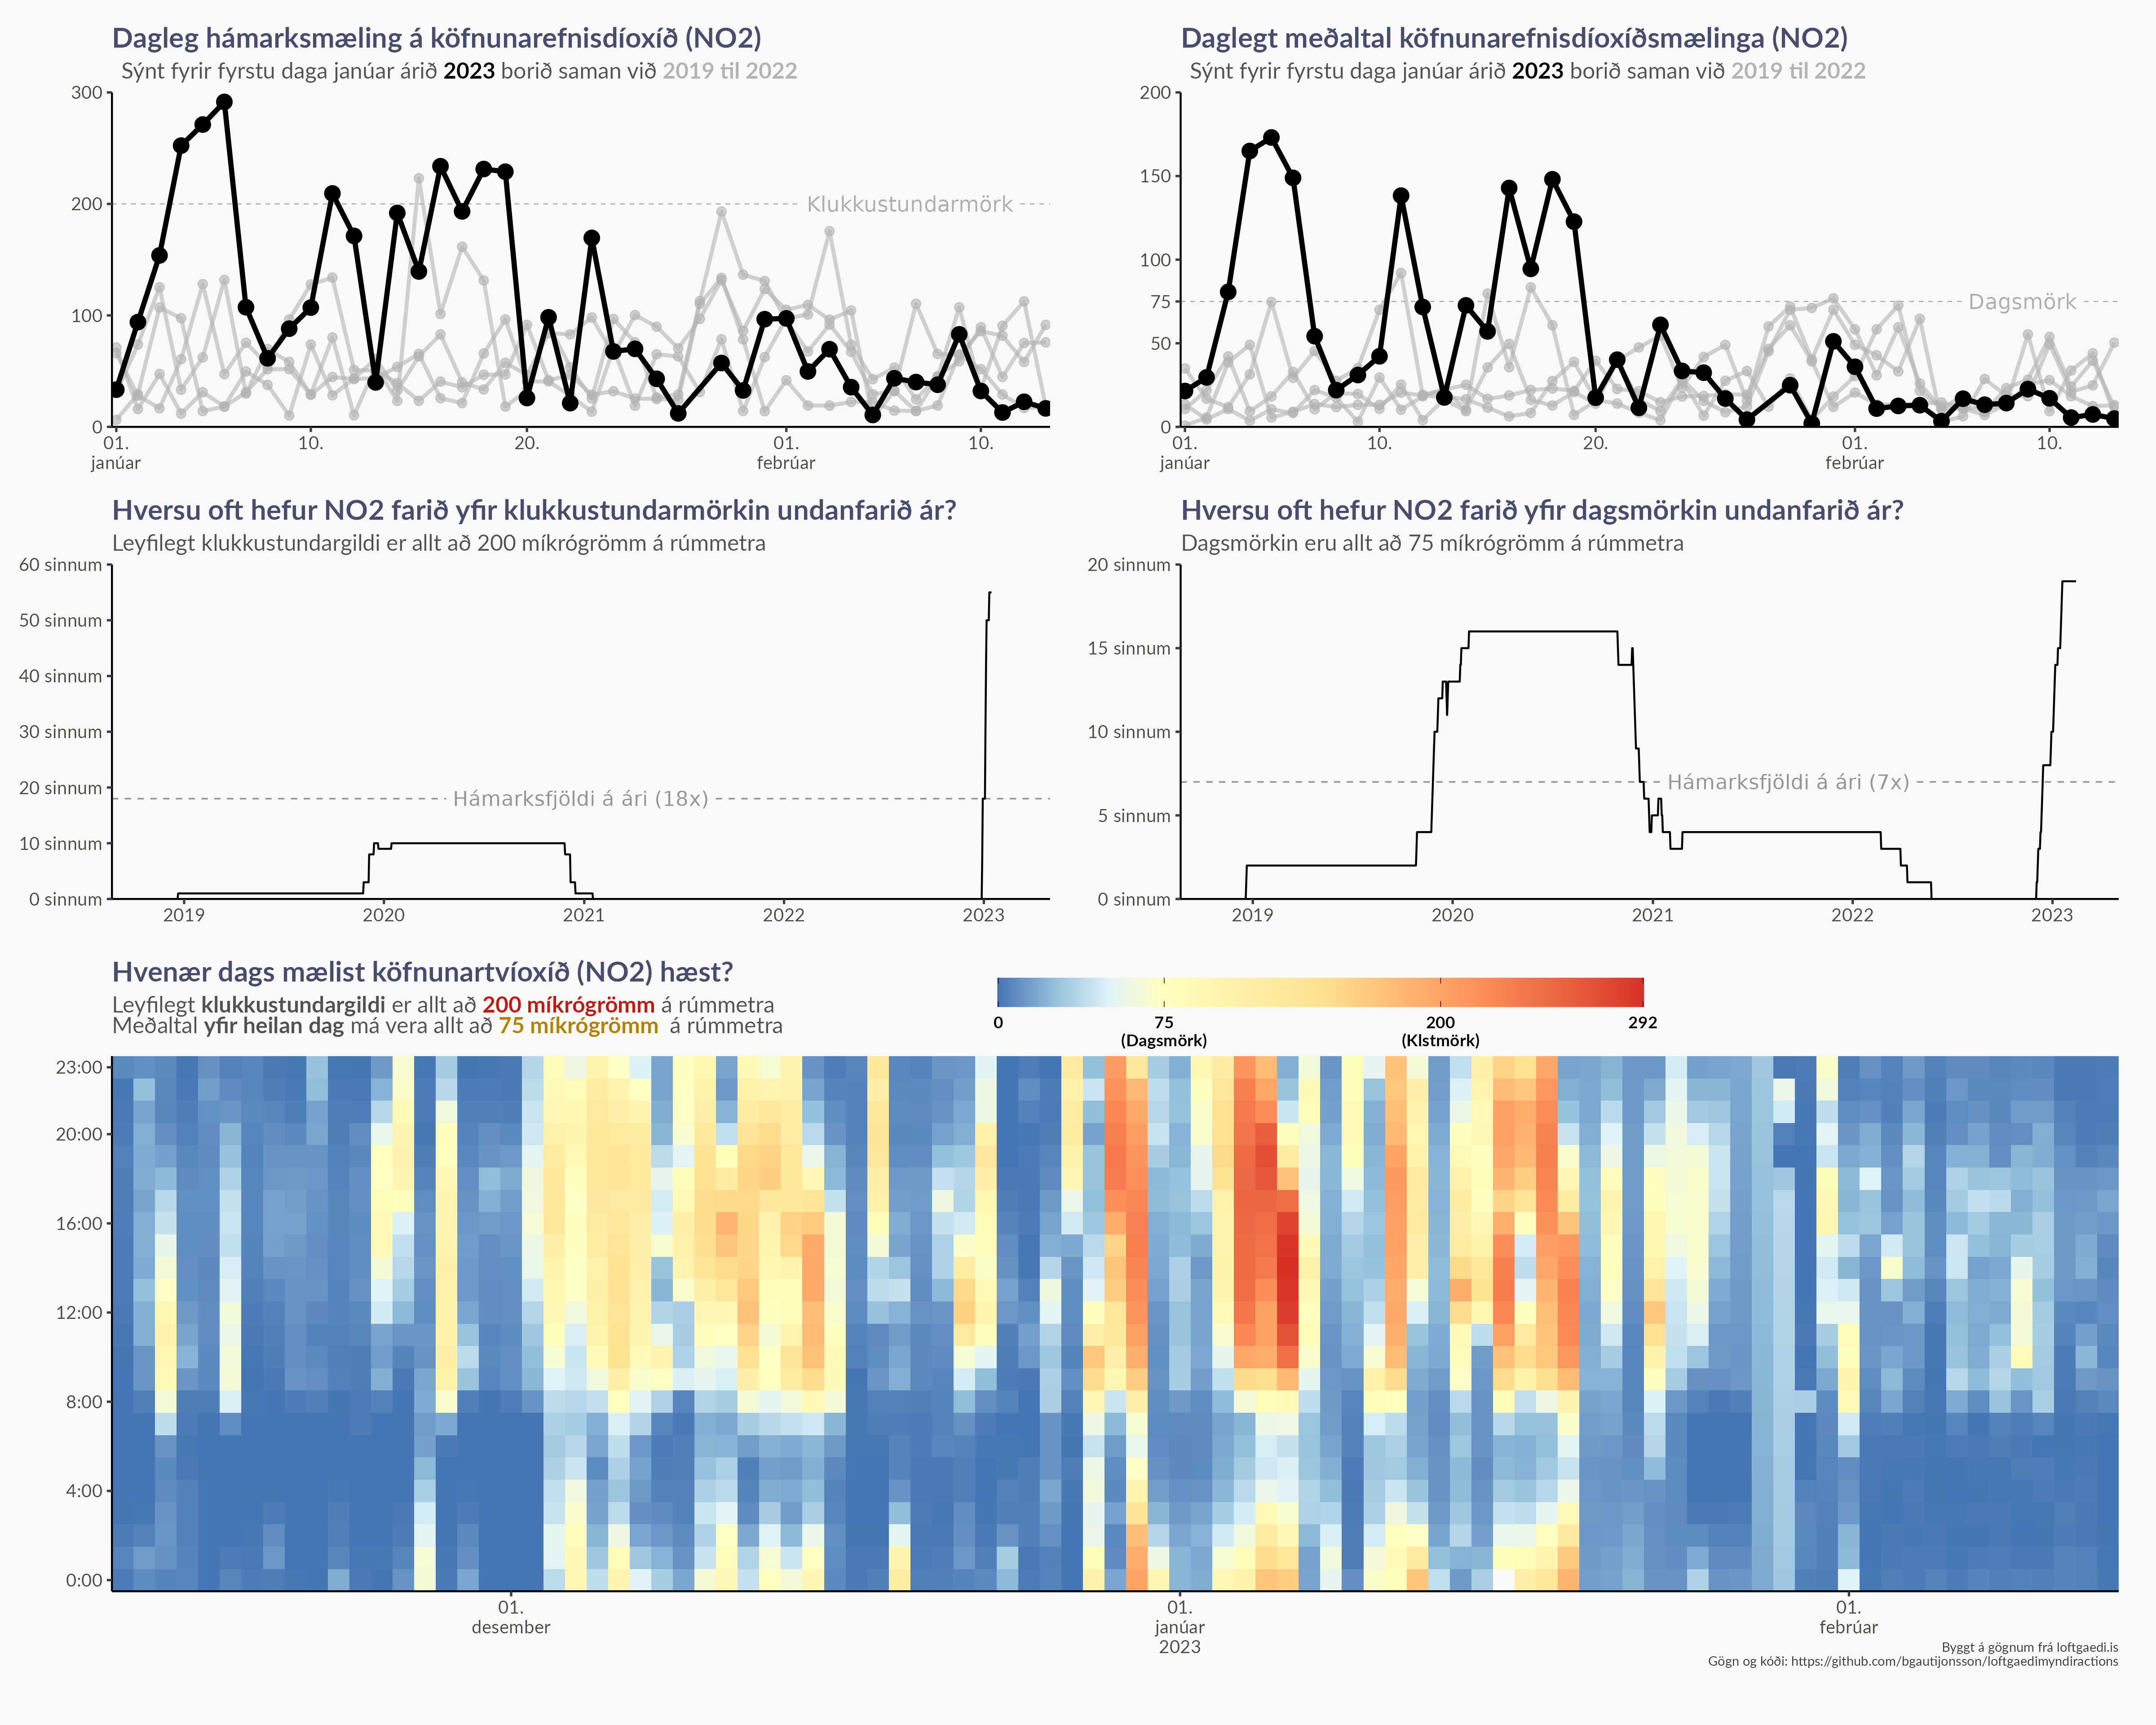 Dagleg hámarksmæling á köfnunarefnisdíoxíð (NO2)
Sýnt fyrir fyrstu daga janúar árið 2023 borið saman við 2019 til 2022
300
200
100
0
Klukkustundarmörk
01.
janúar
10.
20.
01.
febrúar
10.
Daglegt meðaltal köfnunarefnisdíoxíðsmælinga (NO2)
Sýnt fyrir fyrstu daga janúar árið 2023 borið saman við 2019 til 2022
200
150
100
75
50
0
Dagsmörk
01.
janúar
10.
20.
01.
febrúar
10.
Hversu oft hefur NO2 farið yfir klukkustundarmörkin undanfarið ár?
Leyfilegt klukkustundargildi er allt að 200 míkrógrömm á rúmmetra
60 sinnum
50 sinnum
40 sinnum
30 sinnum
20 sinnum
10 sinnum
0 sinnum
Hámarksfjöldi á ári (18x)
2019
2020
2021
2022
2023
Hversu oft hefur NO2 farið yfir dagsmörkin undanfarið ár?
Dagsmörkin eru allt að 75 míkrógrömm á rúmmetra
20 sinnum
15 sinnum
10 sinnum
5 sinnum
0 sinnum
Hámarksfjöldi á ári (7x)
2019
2020
2021
2022
2023
Hvenær dags mælist köfnunartvíoxíð (NO2) hæst?
Leyfilegt klukkustundargildi er allt að 200 míkrógrömm á rúmmetra
Meðaltal yfir heilan dag má vera allt að 75 míkrógrömm á rúmmetra
0
75
(Dagsmörk)
200
(Klstmörk)
292
23:00
20:00
16:00
12:00
8:00
4:00
0:00
01.
desember
01.
janúar
2023
01.
febrúar
Byggt á gögnum frá loftgaedi.is
Gögn og kóði: https://github.com/bgautijonsson/loftgaedimyndiractions